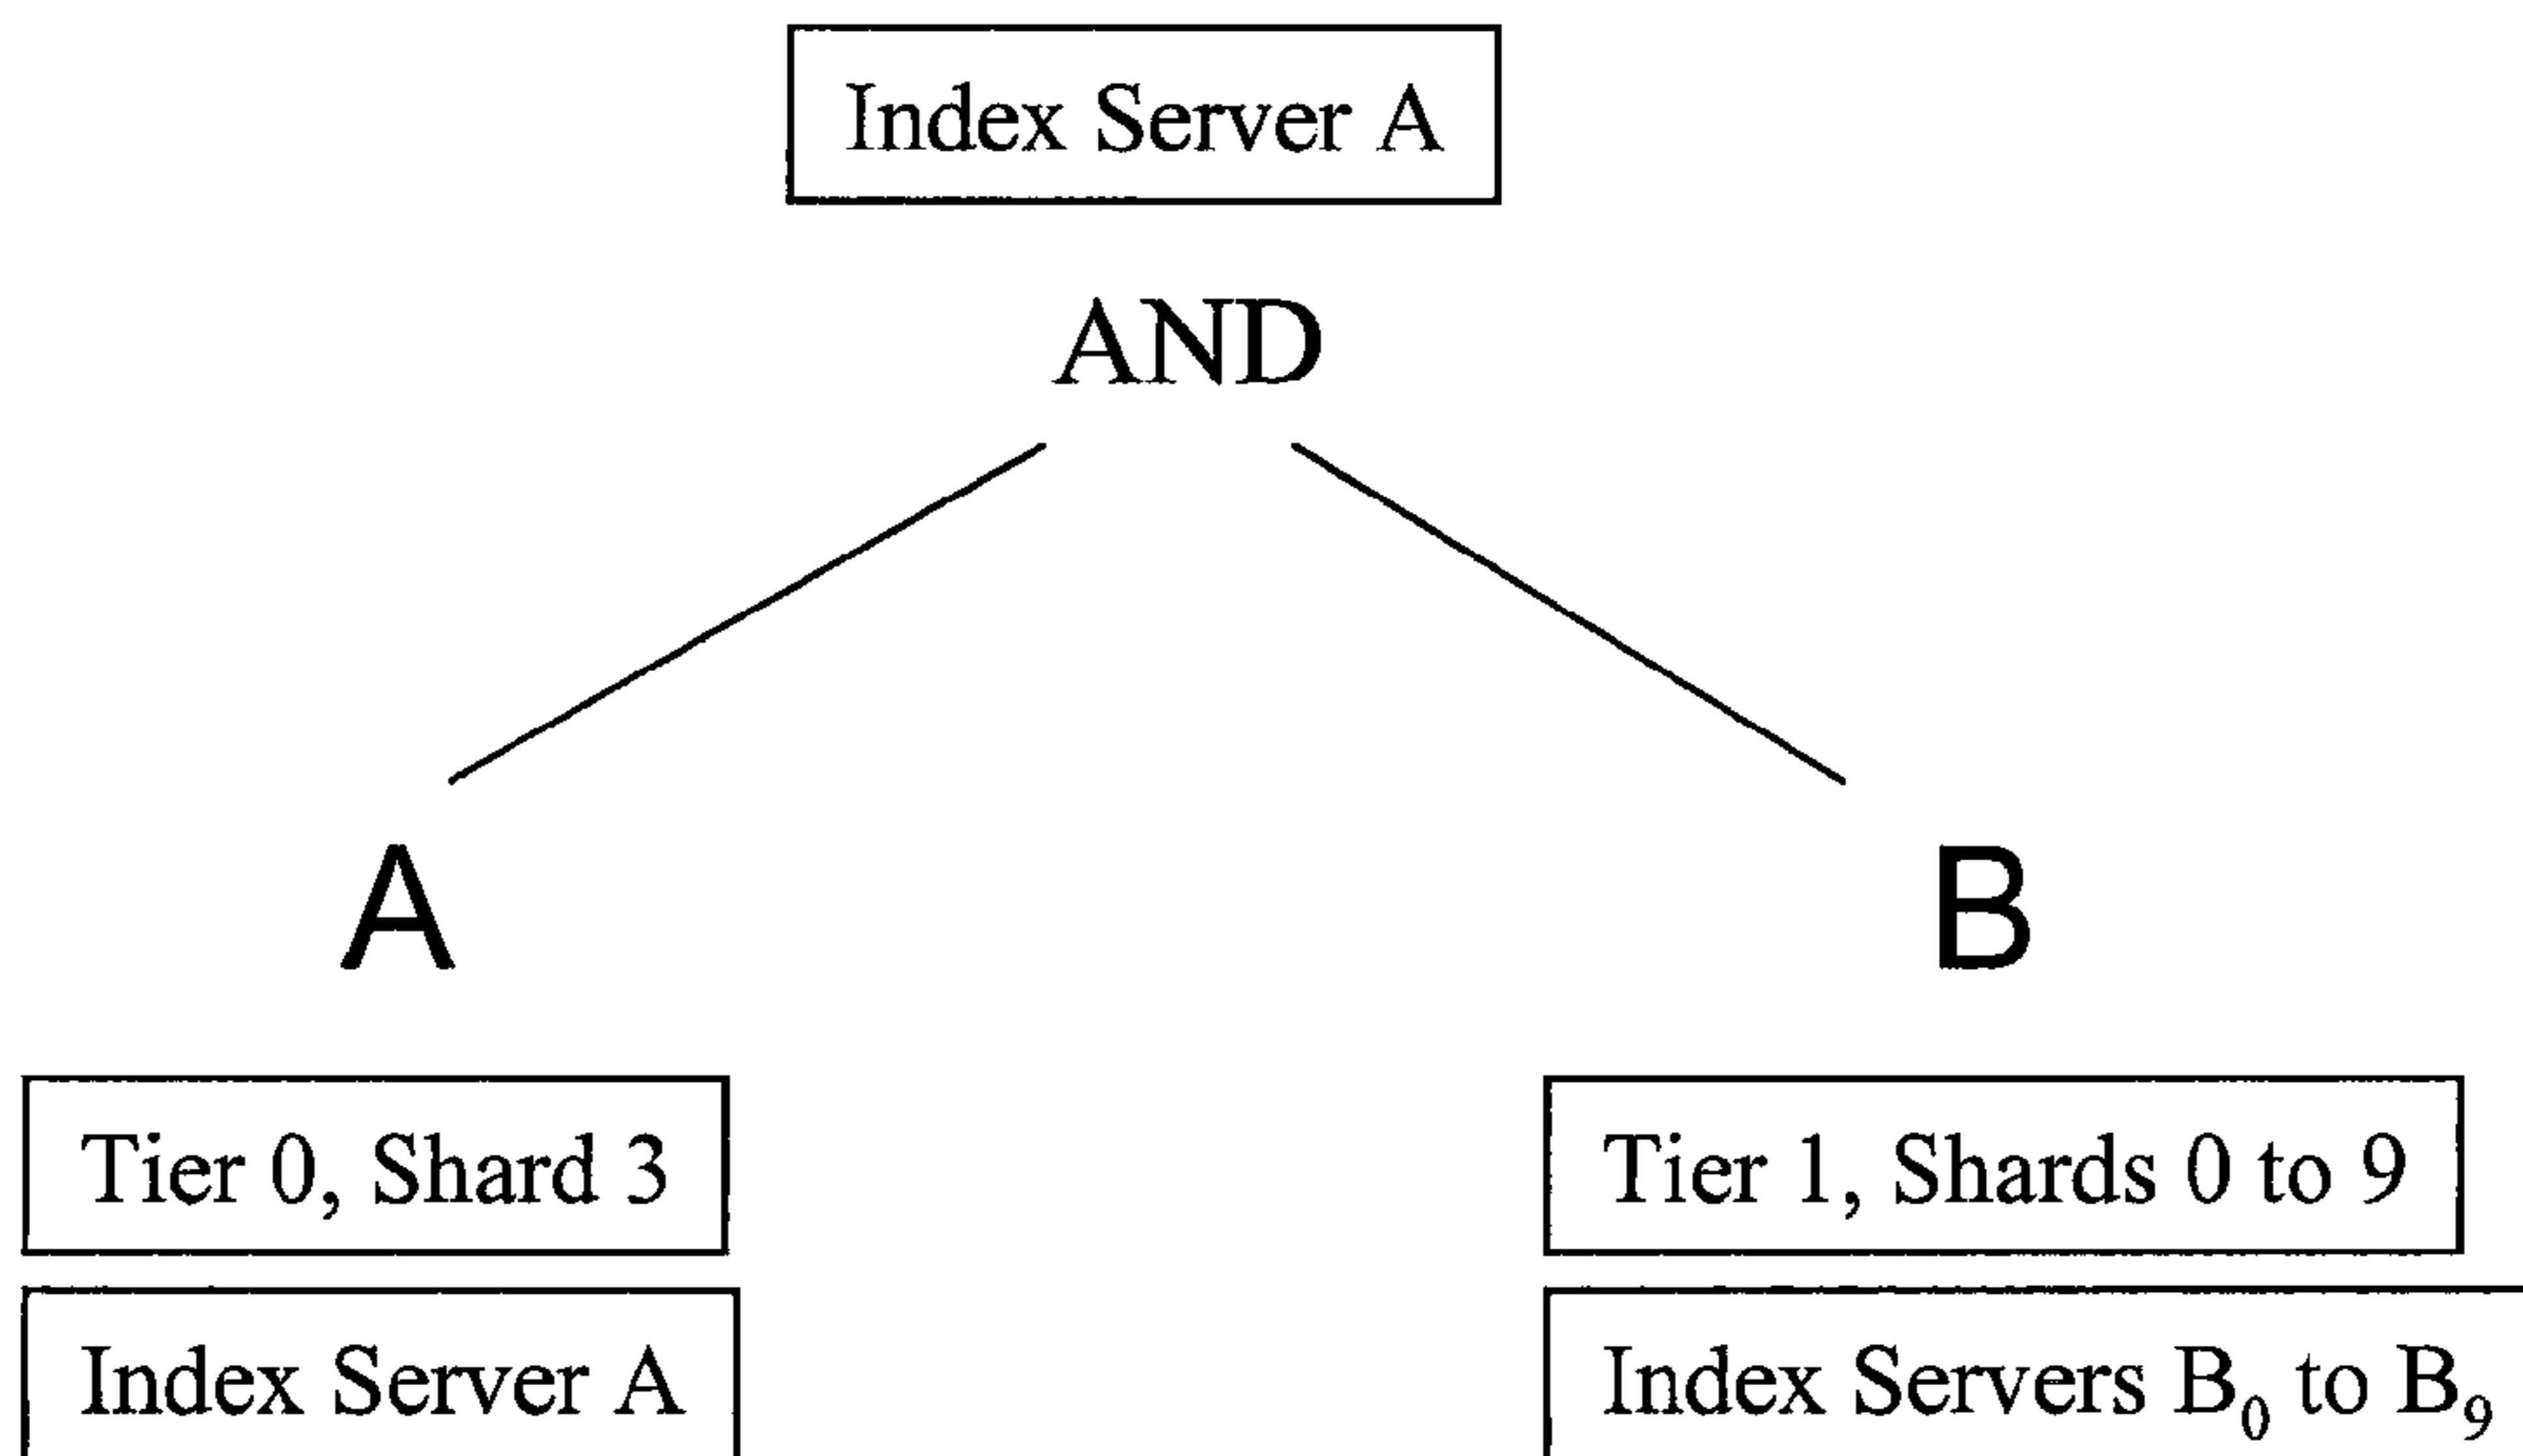 Index Server A
AND
A
B
Tier 0, Shard 3
Tier 1, Shards 0 to 9
Index Server A
Index Servers B₀ to B₉